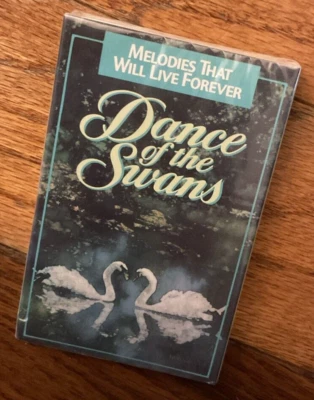 MELODIES THAT
WILL LIVE FOREVER
Dance
of the
Swans